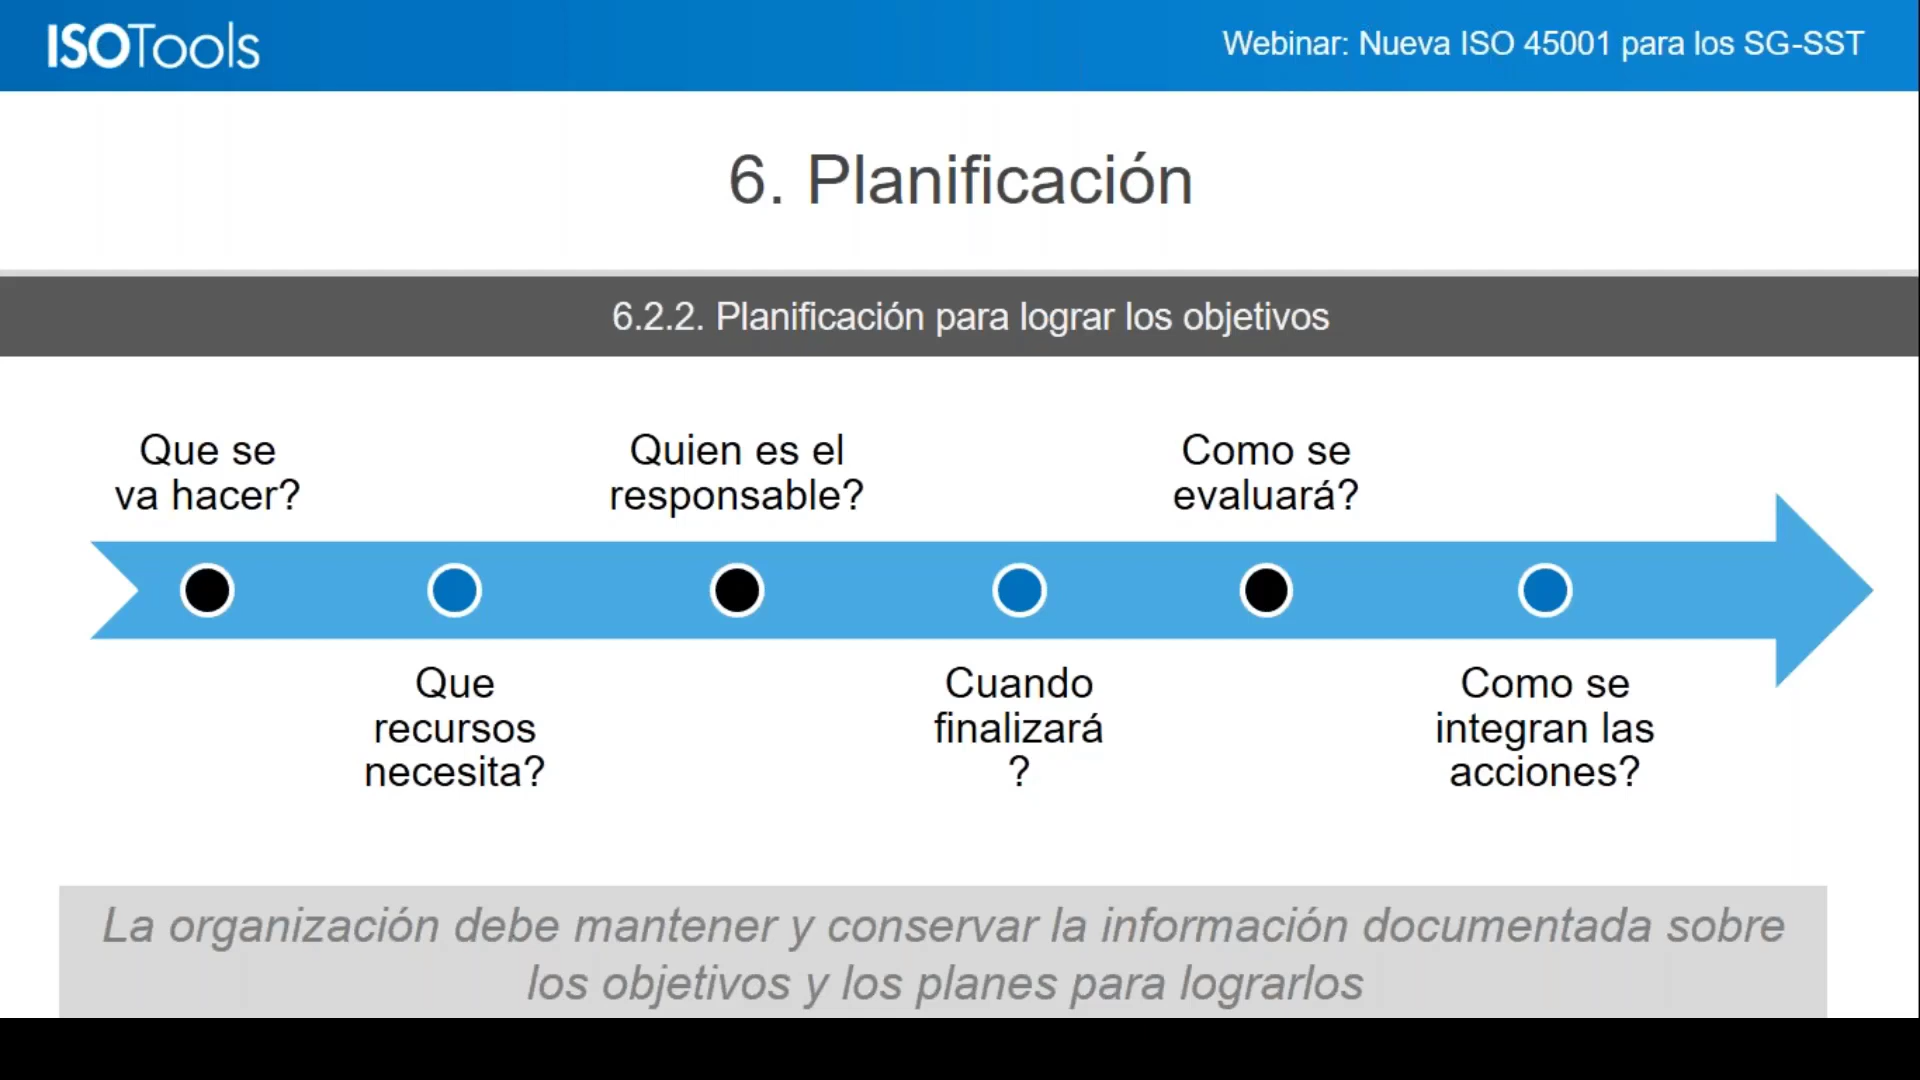 ISOTools
Webinar: Nueva ISO 45001 para los SG-SST
6. Planificación
6.2.2. Planificación para lograr los objetivos
Que se
va hacer?
Que
recursos
necesita?
Quien es el
responsable?
Cuando
finalizará
?
Como se
evaluará?
Como se
integran las
acciones?
La organización debe mantener y conservar la información documentada sobre
los objetivos y los planes para lograrlos